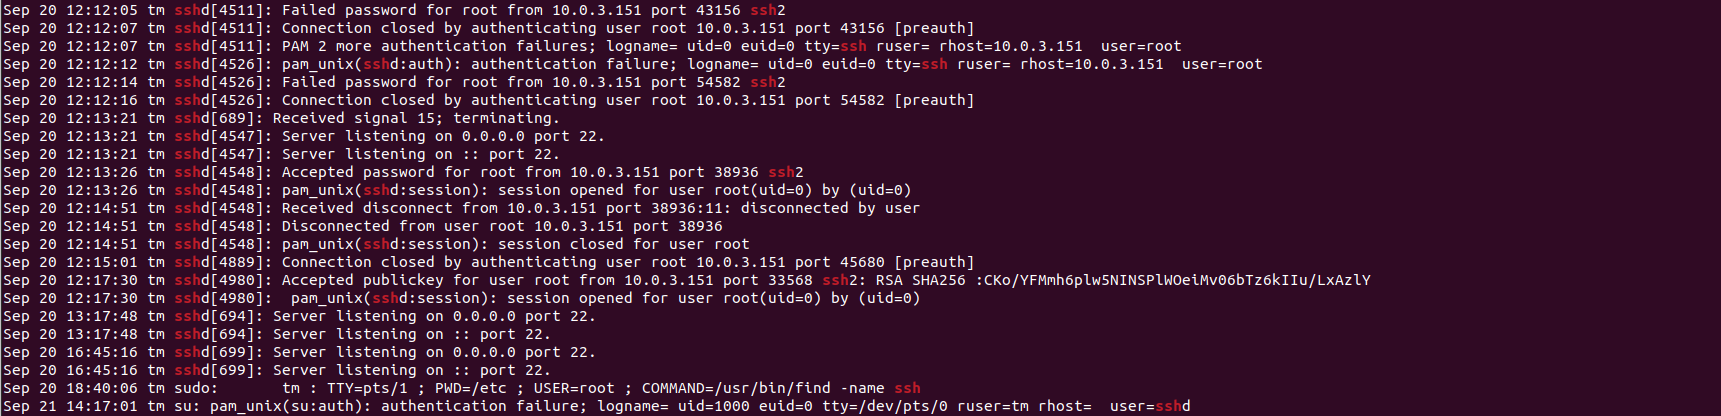 Sep 20 12:12:05 tm sshd[4511]: Failed password for root from 10.0.3.151 port 43156 ssh2
Sep 20 12:12:07 tm sshd[4511]: Connection closed by authenticating user root 10.0.3.151 port 43156 [preauth]
Sep 20 12:12:07 tm sshd[4511]: PAM 2 more authentication failures; logname= uid=0 euid=0 tty=ssh ruser= rhost=10.0.3.151  user=root
Sep 20 12:12:12 tm sshd[4526]: pam_unix(sshd:auth): authentication failure; logname= uid=0 euid=0 tty=ssh ruser= rhost=10.0.3.151  user=root
Sep 20 12:12:14 tm sshd[4526]: Failed password for root from 10.0.3.151 port 54582 ssh2
Sep 20 12:12:16 tm sshd[4526]: Connection closed by authenticating user root 10.0.3.151 port 54582 [preauth]
Sep 20 12:13:21 tm sshd[689]: Received signal 15; terminating.
Sep 20 12:13:21 tm sshd[4547]: Server listening on 0.0.0.0 port 22.
Sep 20 12:13:21 tm sshd[4547]: Server listening on :: port 22.
Sep 20 12:13:26 tm sshd[4548]: Accepted password for root from 10.0.3.151 port 38936 ssh2
Sep 20 12:13:26 tm sshd[4548]: pam_unix(sshd:session): session opened for user root(uid=0) by (uid=0)
Sep 20 12:14:51 tm sshd[4548]: Received disconnect from 10.0.3.151 port 38936:11: disconnected by user
Sep 20 12:14:51 tm sshd[4548]: Disconnected from user root 10.0.3.151 port 38936
Sep 20 12:14:51 tm sshd[4548]: pam_unix(sshd:session): session closed for user root
Sep 20 12:15:01 tm sshd[4889]: Connection closed by authenticating user root 10.0.3.151 port 45680 [preauth]
Sep 20 12:17:30 tm sshd[4980]: Accepted publickey for user root from 10.0.3.151 port 33568 ssh2: RSA SHA256 :CKo/YFMmh6plw5NINSPlWOeiMv06bTz6kIIu/LxAzlY
Sep 20 12:17:30 tm sshd[4980]:  pam_unix(sshd:session): session opened for user root(uid=0) by (uid=0)
Sep 20 13:17:48 tm sshd[694]: Server listening on 0.0.0.0 port 22.
Sep 20 13:17:48 tm sshd[694]: Server listening on :: port 22.
Sep 20 16:45:16 tm sshd[699]: Server listening on 0.0.0.0 port 22.
Sep 20 16:45:16 tm sshd[699]: Server listening on :: port 22.
Sep 20 18:40:06 tm sudo:       tm : TTY=pts/1 ; PWD=/etc ; USER=root ; COMMAND=/usr/bin/find -name ssh
Sep 21 14:17:01 tm su: pam_unix(su:auth): authentication failure; logname= uid=1000 euid=0 tty=/dev/pts/0 ruser=tm rhost=  user=sshd